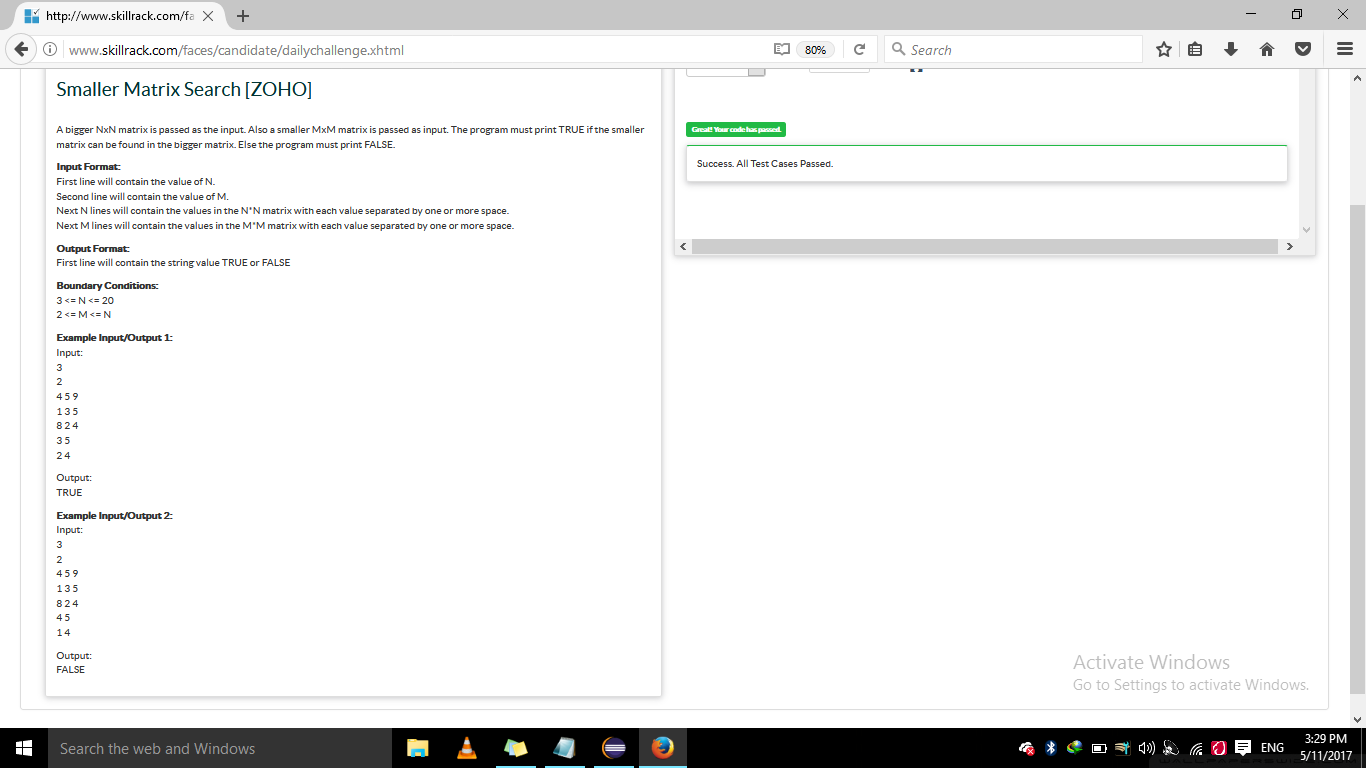 http://www.skillrack.com/fa
www.skillrack.com/faces/candidate/dailychallenge.xhtml
80%
Search
Smaller Matrix Search [ZOHO]
A bigger NxN matrix is passed as the input. Also a smaller MxM matrix is passed as input. The program must print TRUE if the smaller
matrix can be found in the bigger matrix. Else the program must print FALSE.
Input Format:
First line will contain the value of N.
Second line will contain the value of M.
Next N lines will contain the values in the N*N matrix with each value separated by one or more space.
Next M lines will contain the values in the M*M matrix with each value separated by one or more space.
Output Format:
First line will contain the string value TRUE or FALSE
Boundary Conditions:
3 <= N <= 20
2 <= M <= N
Example Input/Output 1:
Input:
3
2
4 5 9
1 3 5
8 2 4
3 5
2 4
Output:
TRUE
Example Input/Output 2:
Input:
3
2
4 5 9
1 3 5
8 2 4
4 5
1 4
Output:
FALSE
Great!! Your code has passed.
Success. All Test Cases Passed.
Activate Windows
Go to Settings to activate Windows.
Search the web and Windows
ENG
3:29 PM
5/11/2017